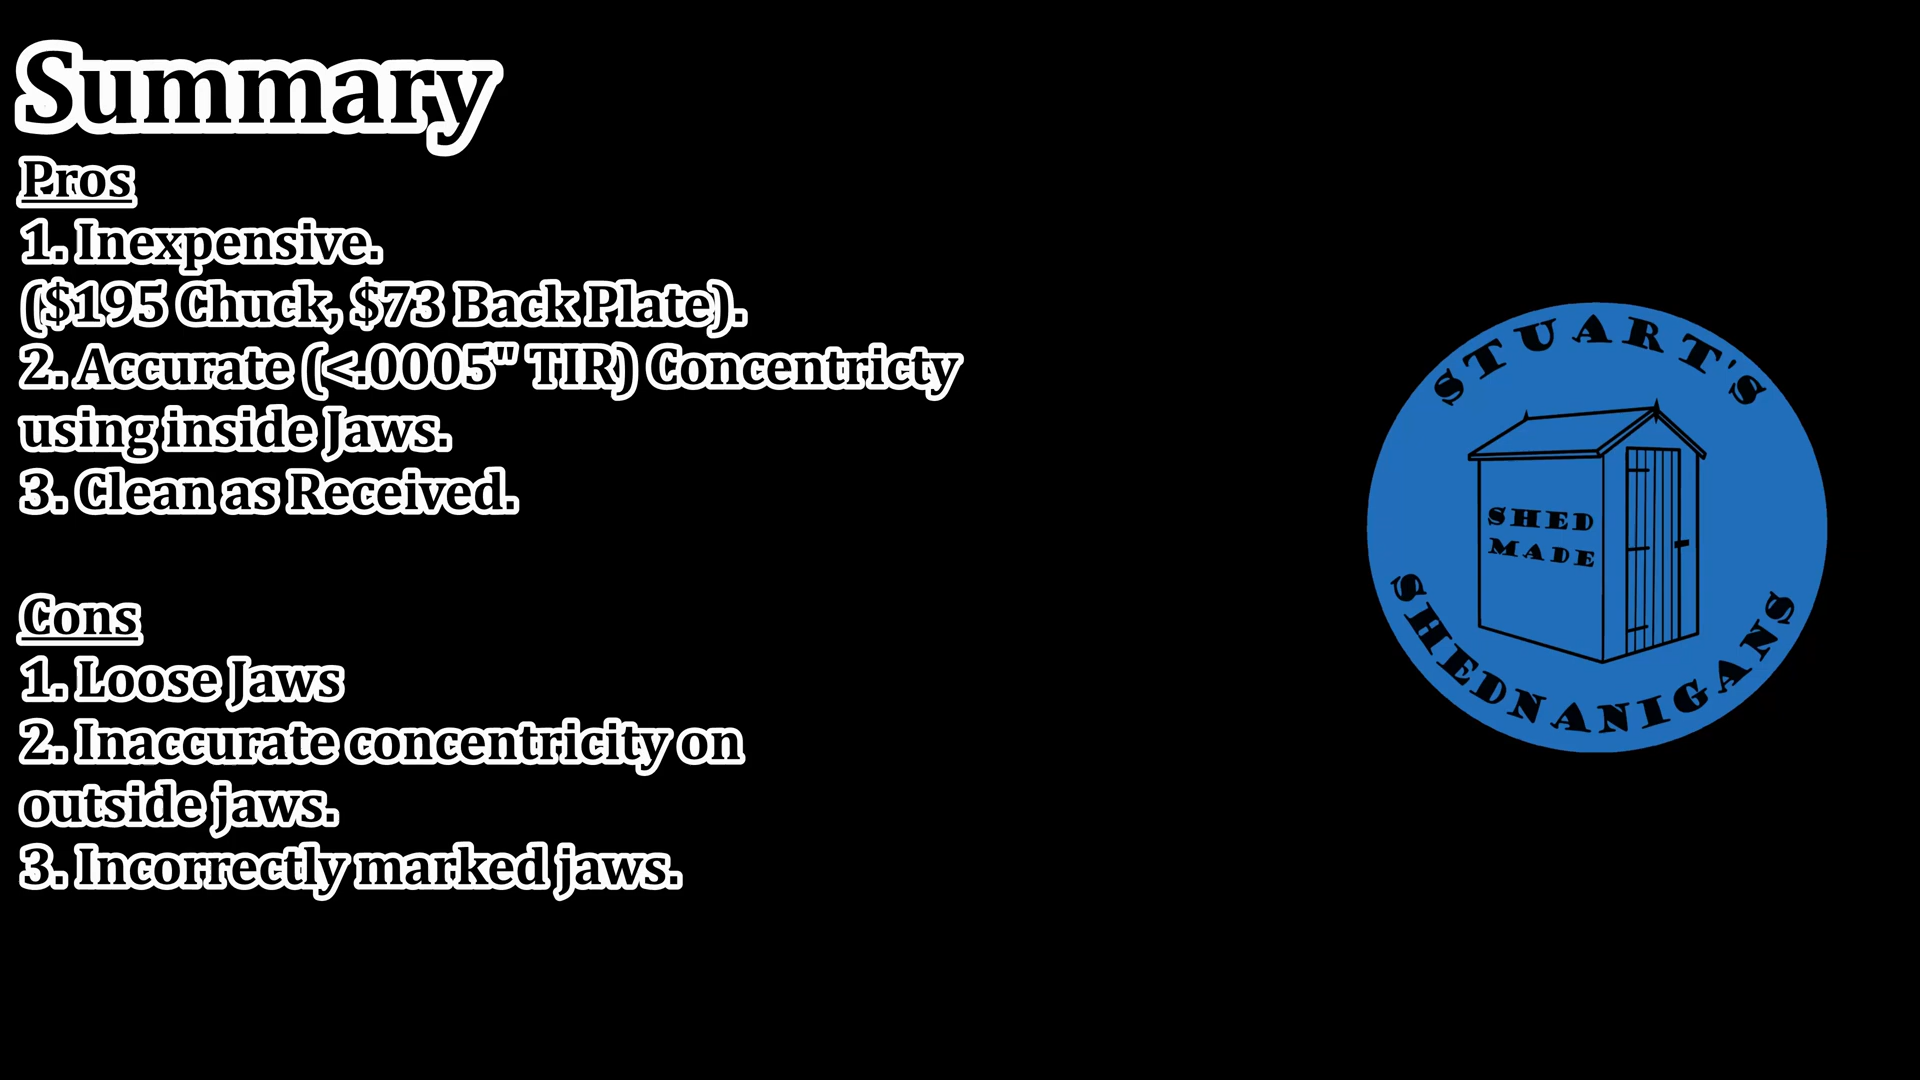 Summary
Pros
1. Inexpensive.
($195 Chuck, $73 Back Plate).
2. Accurate (<.0005" TIR) Concentricty
using inside Jaws.
3. Clean as Received.
Cons
1. Loose Jaws
2. Inaccurate concentricity on
outside jaws.
3. Incorrectly marked jaws.
STUART'S
SHED
MADE
SHEDNANIGANS